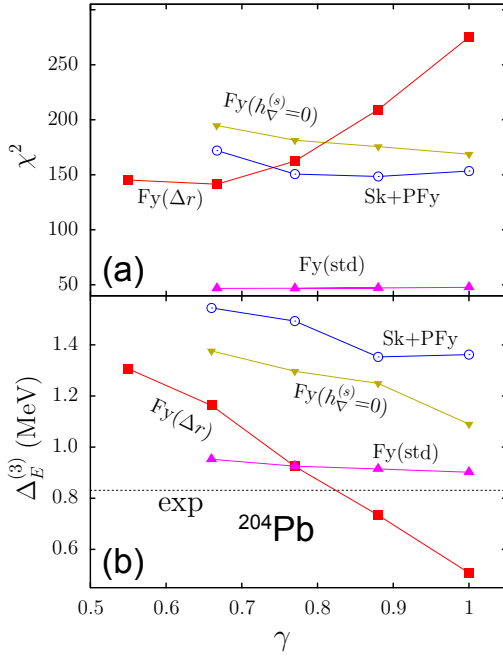 250
200
150
100
50
χ²
Fy(h∇^(s)=0)
Fy(Δr)
Sk+PFy
Fy(std)
(a)
1.4
1.2
1.0
0.8
0.6
Δ_E^(3) (MeV)
Sk+PFy
Fy(h∇^(s)=0)
Fy(Δr)
Fy(std)
exp
²⁰⁴Pb
(b)
0.5 0.6 0.7 0.8 0.9 1
γ